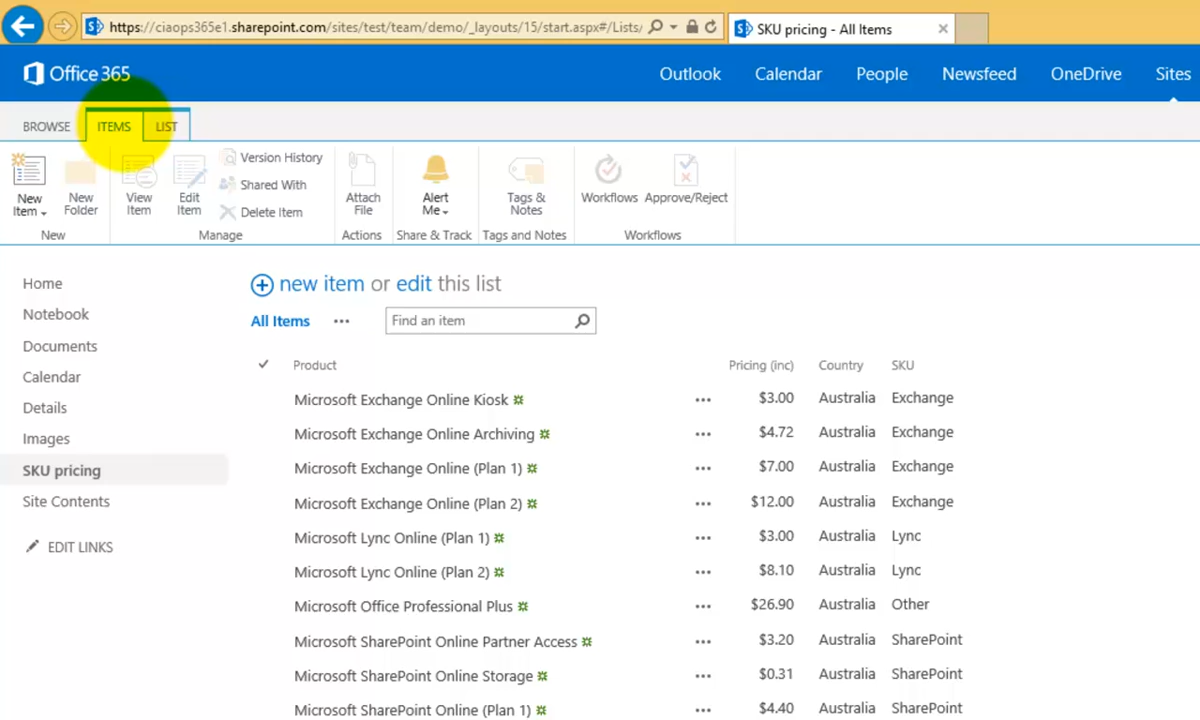 https://ciaops365e1.sharepoint.com/sites/test/team/demo/_layouts/15/start.aspx#/Lists/
SKU pricing - All Items
Office 365
Outlook Calendar People Newsfeed OneDrive Sites
BROWSE ITEMS LIST
New Item
New Folder
New
View Item
Edit Item
Version History
Shared With
Delete Item
Manage
Attach File
Actions
Alert Me
Share & Track
Tags & Notes
Tags and Notes
Workflows Approve/Reject
Workflows
Home
Notebook
Documents
Calendar
Details
Images
SKU pricing
Site Contents
EDIT LINKS
new item or edit this list
All Items ... Find an item
Product Pricing (inc) Country SKU
Microsoft Exchange Online Kiosk ... $3.00 Australia Exchange
Microsoft Exchange Online Archiving ... $4.72 Australia Exchange
Microsoft Exchange Online (Plan 1) ... $7.00 Australia Exchange
Microsoft Exchange Online (Plan 2) ... $12.00 Australia Exchange
Microsoft Lync Online (Plan 1) ... $3.00 Australia Lync
Microsoft Lync Online (Plan 2) ... $8.10 Australia Lync
Microsoft Office Professional Plus ... $26.90 Australia Other
Microsoft SharePoint Online Partner Access ... $3.20 Australia SharePoint
Microsoft SharePoint Online Storage ... $0.31 Australia SharePoint
Microsoft SharePoint Online (Plan 1) ... $4.40 Australia SharePoint